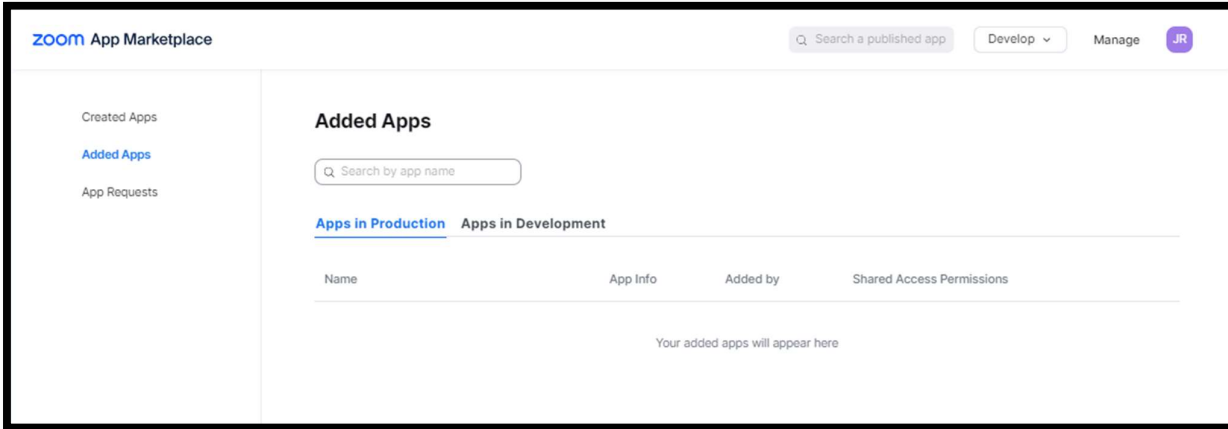 zoom App Marketplace
Search a published app
Develop
Manage
JR
Created Apps
Added Apps
App Requests
Added Apps
Search by app name
Apps in Production Apps in Development
Name App Info Added by Shared Access Permissions
Your added apps will appear here